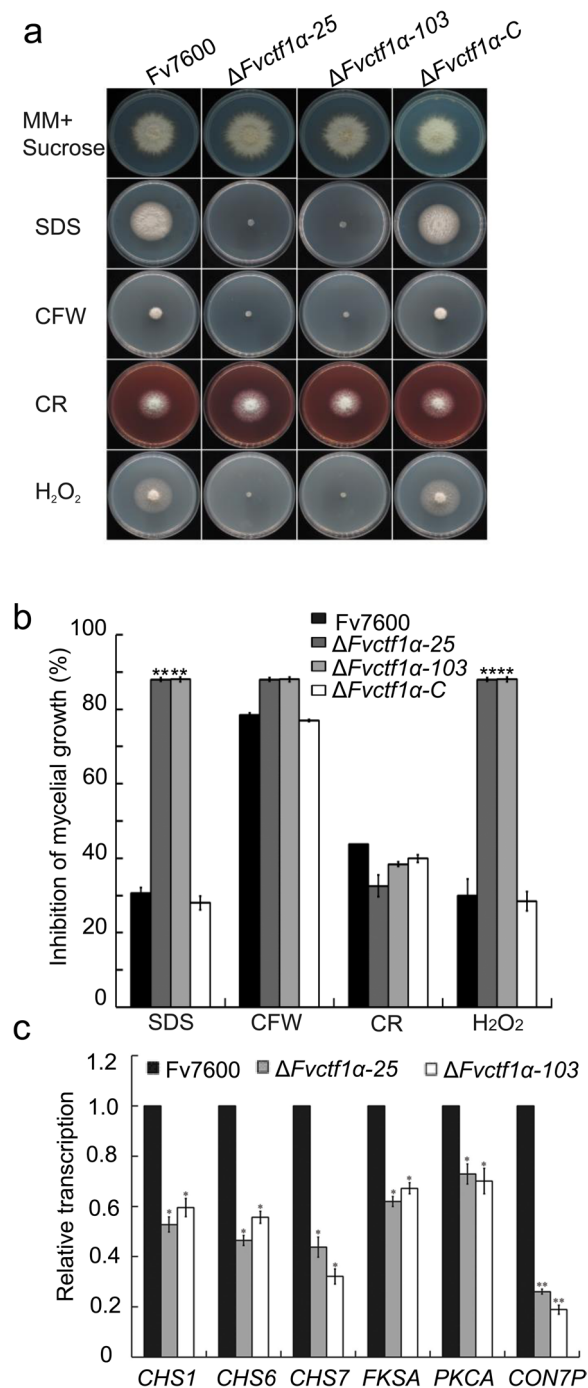 a
Fv7600 ΔFvctf1α-25 ΔFvctf1α-103 ΔFvctf1α-C
MM+
Sucrose
SDS
CFW
CR
H₂O₂
b
Inhibition of mycelial growth (%)
100
80
60
40
20
0
Fv7600
ΔFvctf1α-25
ΔFvctf1α-103
ΔFvctf1α-C
**** ****
SDS CFW CR H₂O₂
c
Relative transcription
1.2
1.0
0.8
0.6
0.4
0.2
0
Fv7600 ΔFvctf1α-25 ΔFvctf1α-103
* * * * * * * * * * ** **
CHS1 CHS6 CHS7 FKSA PKCA CON7P